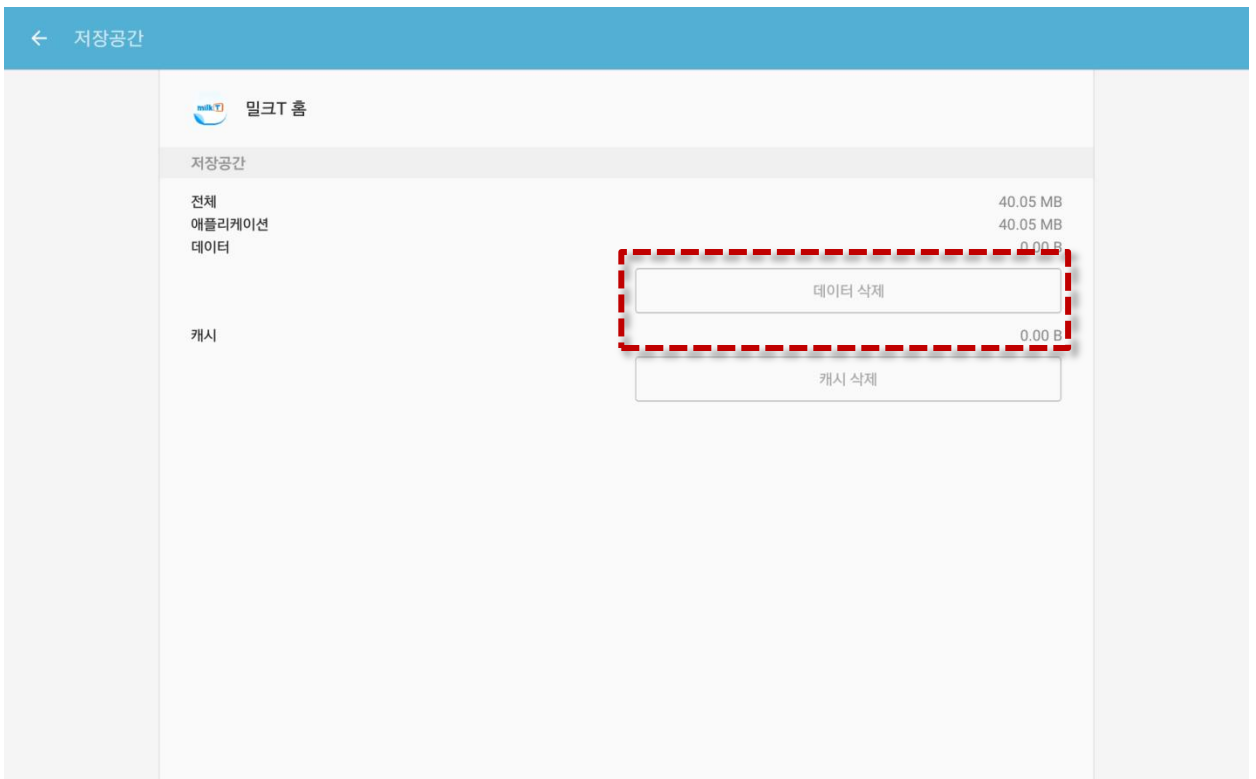 저장공간
milkT 밀크T 홈
저장공간
전체 40.05 MB
애플리케이션 40.05 MB
데이터 0.00 B
데이터 삭제
캐시 0.00 B
캐시 삭제